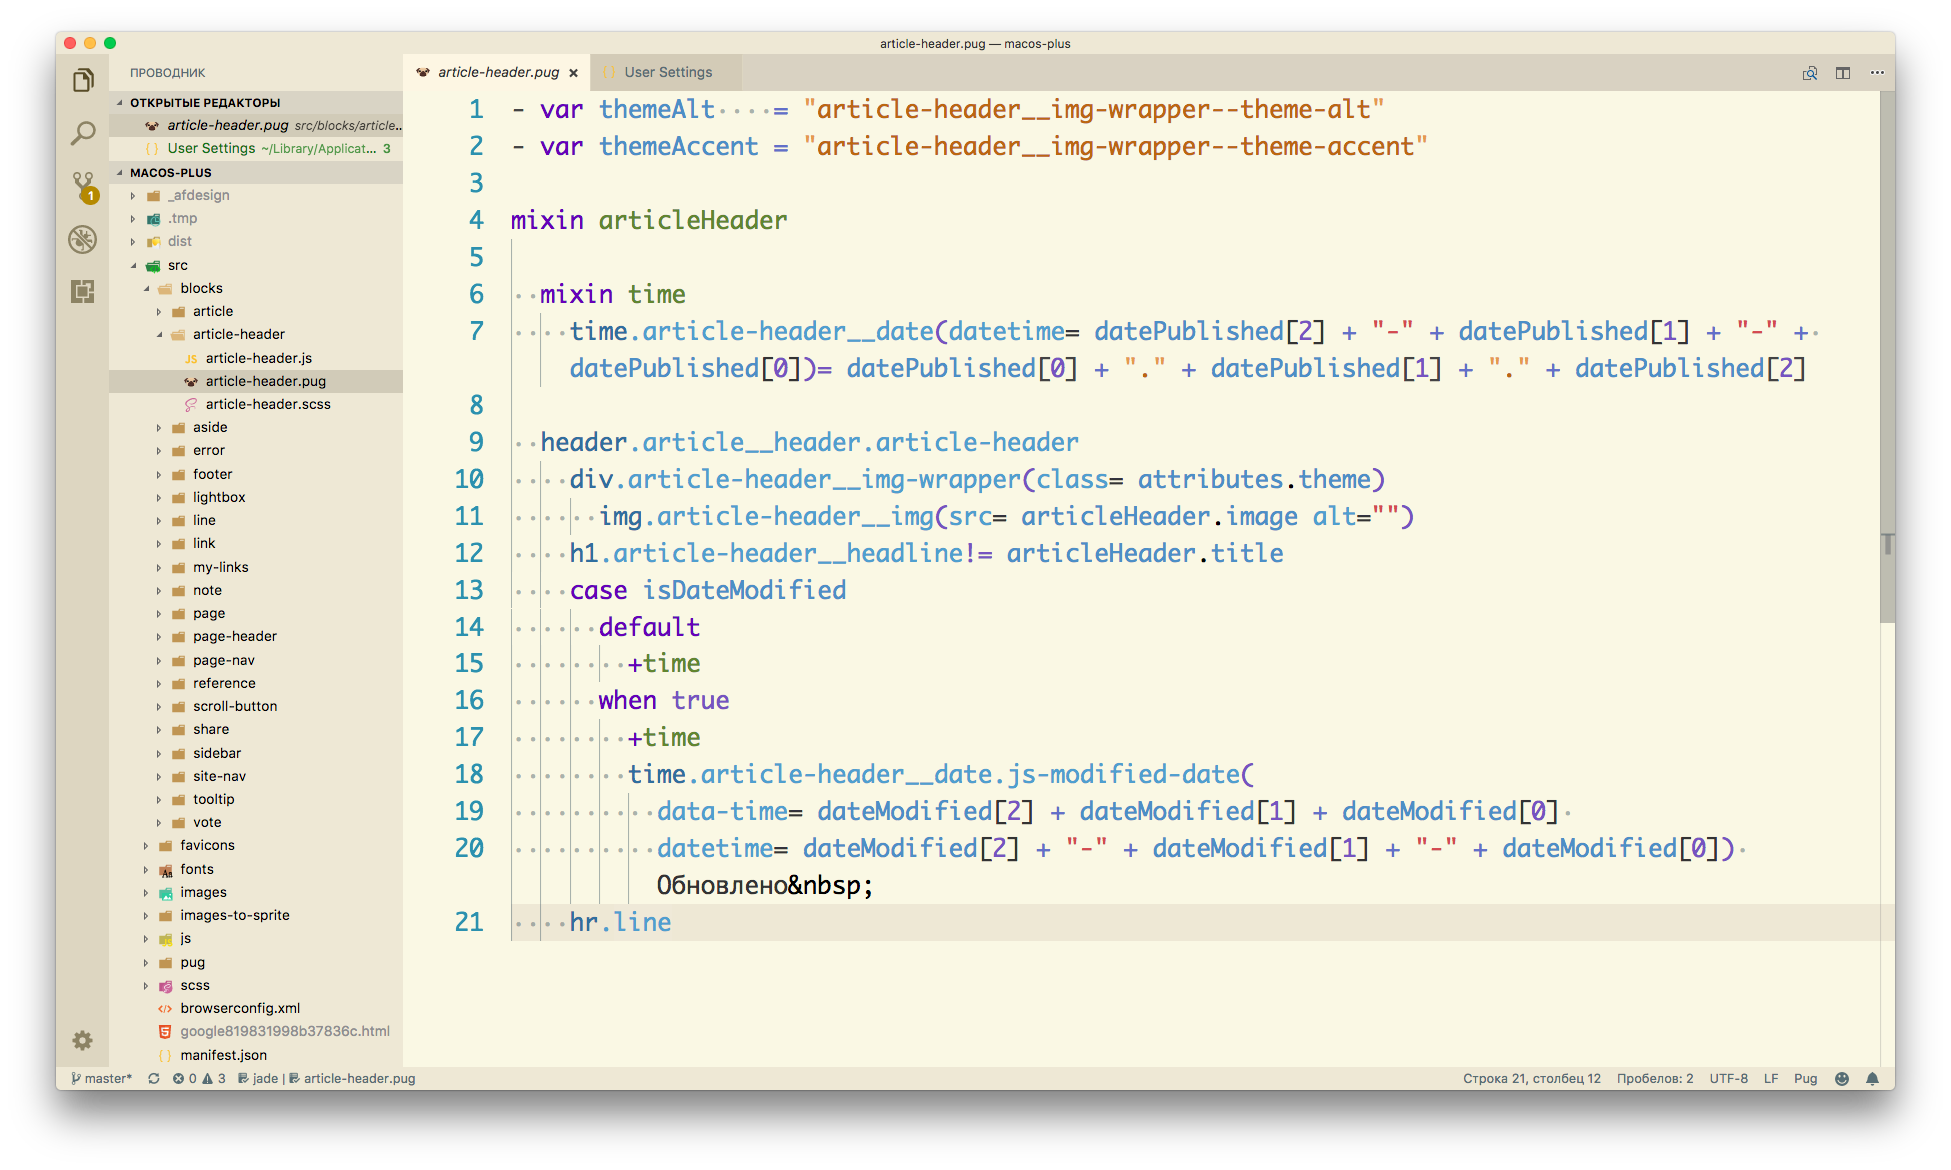 article-header.pug — macos-plus
ПРОВОДНИК
ОТКРЫТЫЕ РЕДАКТОРЫ
article-header.pug src/blocks/article...
User Settings ~/Library/Applicat... 3
MACOS-PLUS
1
_afdesign
.tmp
dist
src
blocks
article
article-header
JS article-header.js
article-header.pug
article-header.scss
aside
error
footer
lightbox
line
link
my-links
note
page
page-header
page-nav
reference
scroll-button
share
sidebar
site-nav
tooltip
vote
favicons
fonts
images
images-to-sprite
js
pug
scss
browserconfig.xml
google819831998b37836c.html
manifest.json
article-header.pug × User Settings
1 - var themeAlt    = "article-header__img-wrapper--theme-alt"
2 - var themeAccent = "article-header__img-wrapper--theme-accent"
3
4 mixin articleHeader
5
6   mixin time
7     time.article-header__date(datetime= datePublished[2] + "-" + datePublished[1] + "-" +
datePublished[0])= datePublished[0] + "." + datePublished[1] + "." + datePublished[2]
8
9   header.article__header.article-header
10     div.article-header__img-wrapper(class= attributes.theme)
11       img.article-header__img(src= articleHeader.image alt="")
12     h1.article-header__headline!= articleHeader.title
13     case isDateModified
14       default
15         +time
16       when true
17         +time
18         time.article-header__date.js-modified-date(
19           data-time= dateModified[2] + dateModified[1] + dateModified[0]
20           datetime= dateModified[2] + "-" + dateModified[1] + "-" + dateModified[0])
Обновлено&nbsp;
21     hr.line
master* 0 3 jade | article-header.pug Строка 21, столбец 12 Пробелов: 2 UTF-8 LF Pug